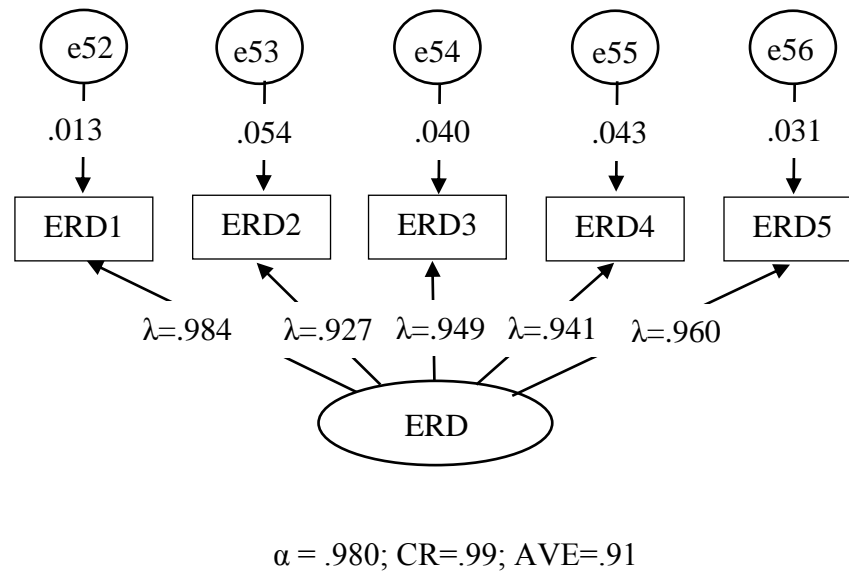 e52 e53 e54 e55 e56
.013 .054 .040 .043 .031
ERD1 ERD2 ERD3 ERD4 ERD5
λ=.984 λ=.927 λ=.949 λ=.941 λ=.960
ERD
α = .980; CR=.99; AVE=.91